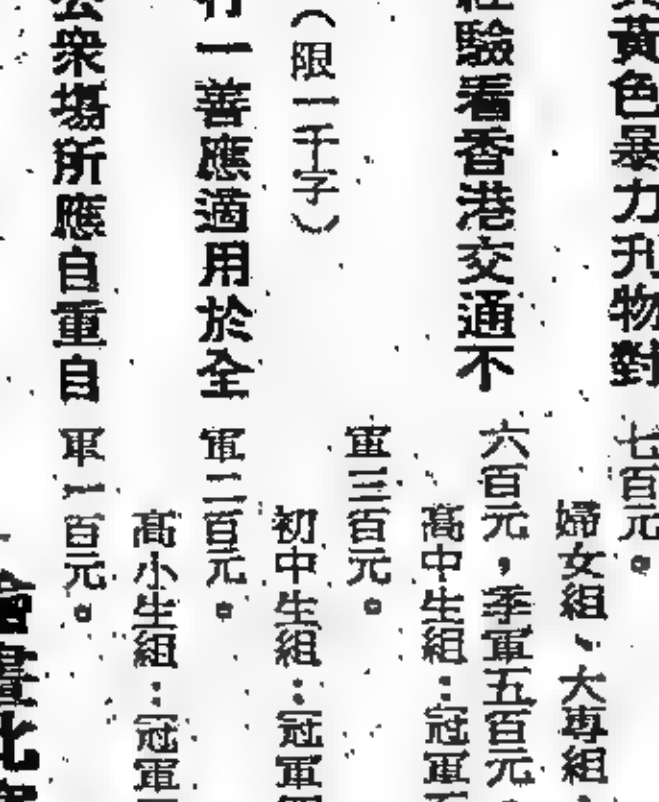 黃色暴力刋物對
經驗看香港交通不
（限一千字）
行一善應適用於全
公衆塲所應自重自
七百元。
婦女組、大專組
六百元，季軍五百元
高中生組：冠軍
軍三百元。
初中生組：冠軍
軍二百元。
高小生組：冠軍
軍一百元。
畫比